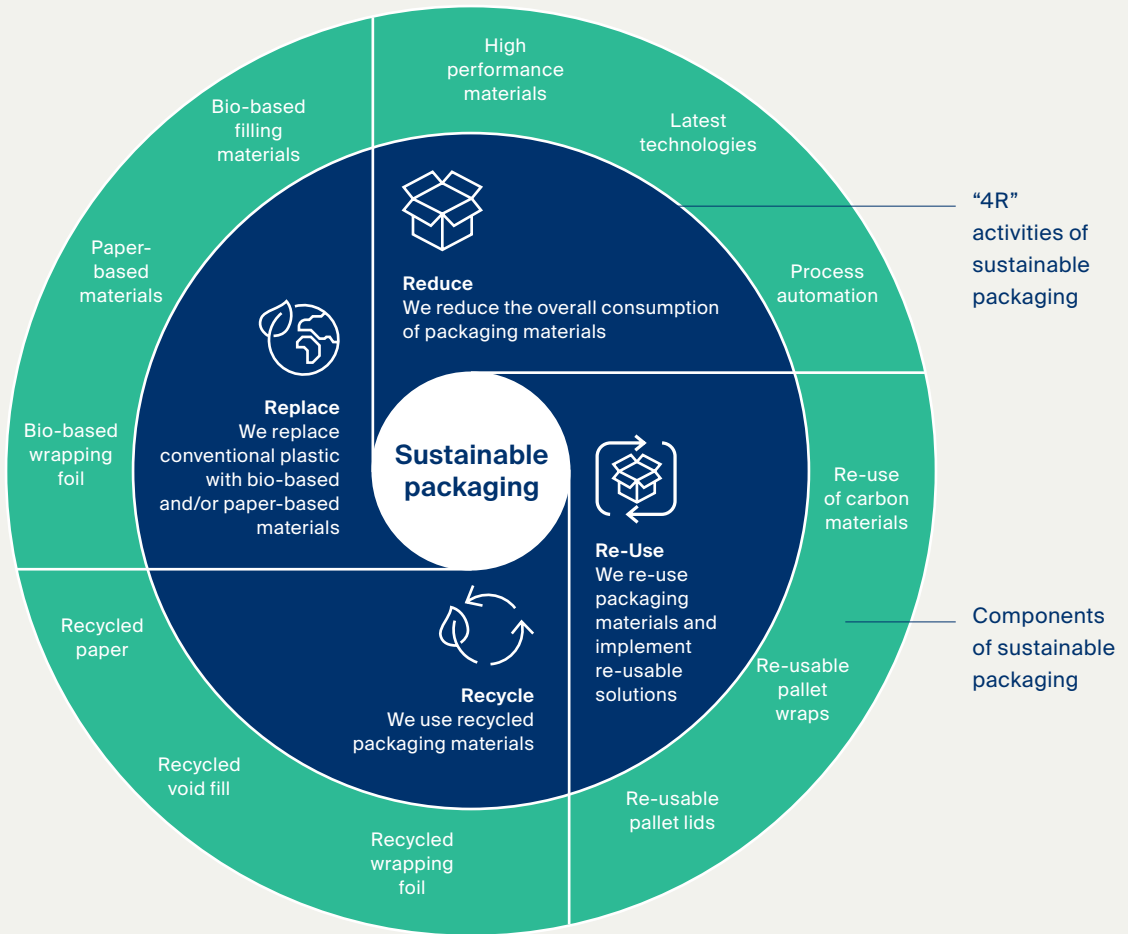 High
performance
materials
Latest
technologies
Process
automation
Re-use
of carbon
materials
Re-usable
pallet
wraps
Re-usable
pallet lids
Recycled
wrapping
foil
Recycled
void fill
Recycled
paper
Bio-based
wrapping
foil
Paper-
based
materials
Bio-based
filling
materials
Reduce
We reduce the overall consumption
of packaging materials
Replace
We replace
conventional plastic
with bio-based
and/or paper-based
materials
Sustainable
packaging
Re-Use
We re-use
packaging
materials and
implement
re-usable
solutions
Recycle
We use recycled
packaging materials
“4R”
activities of
sustainable
packaging
Components
of sustainable
packaging